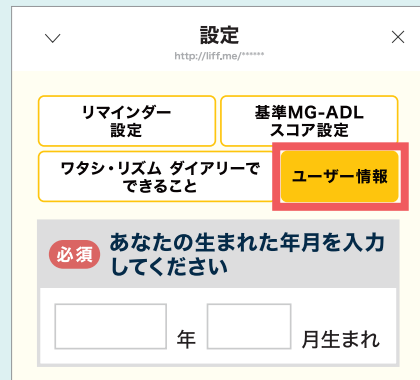 設定
http://liff.me/******
リマインダー
設定
基準MG-ADL
スコア設定
ワタシ・リズム ダイアリーで
できること
ユーザー情報
必須
あなたの生まれた年月を入力
してください
年 月生まれ